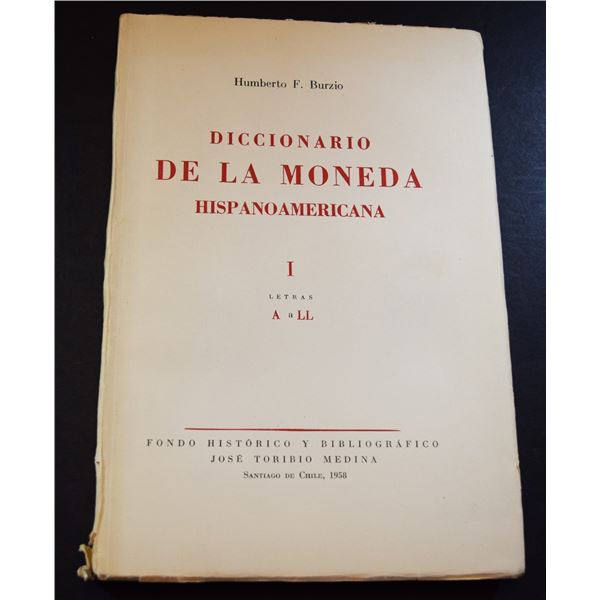 Humberto F. Burzio
DICCIONARIO
DE LA MONEDA
HISPANOAMERICANA
I
LETRAS
A a LL
FONDO HISTÓRICO Y BIBLIOGRÁFICO
JOSÉ TORIBIO MEDINA
SANTIAGO DE CHILE, 1958